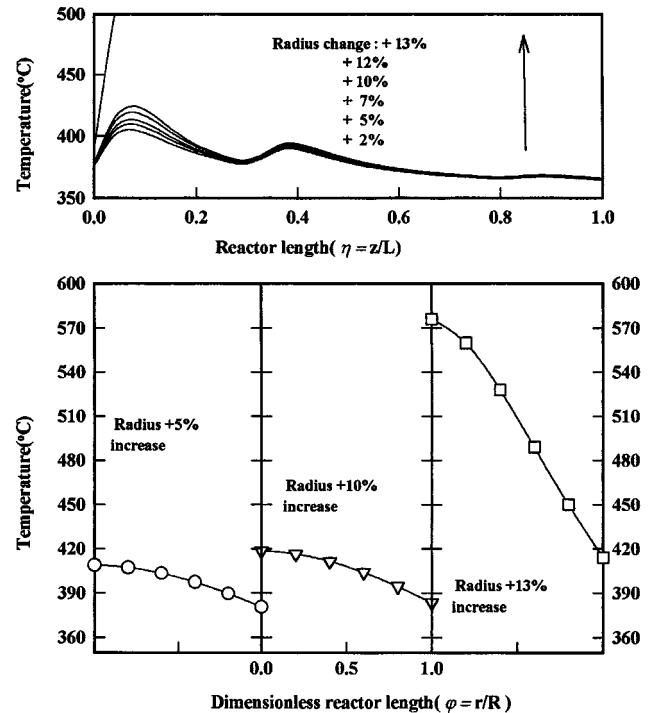 500
450
400
350
Temperature(°C)
Radius change : + 13%
+ 12%
+ 10%
+ 7%
+ 5%
+ 2%
0.0 0.2 0.4 0.6 0.8 1.0
Reactor length( η = z/L)
600
570
540
510
480
450
420
390
360
Temperature(°C)
Radius +5%
increase
Radius +10%
increase
Radius +13%
increase
600
570
540
510
480
450
420
390
360
0.0 0.5 1.0
Dimensionless reactor length( φ = r/R )